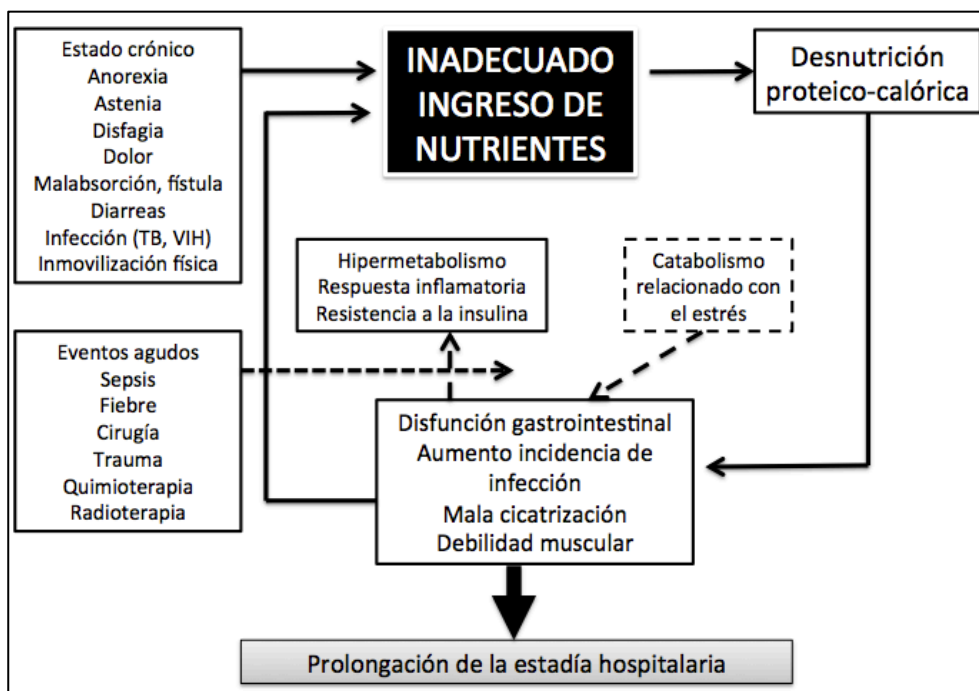 Estado crónico
Anorexia
Astenia
Disfagia
Dolor
Malabsorción, fístula
Diarreas
Infección (TB, VIH)
Inmovilización física
INADECUADO
INGRESO DE
NUTRIENTES
Desnutrición
proteico-calórica
Hipermetabolismo
Respuesta inflamatoria
Resistencia a la insulina
Catabolismo
relacionado con
el estrés
Eventos agudos
Sepsis
Fiebre
Cirugía
Trauma
Quimioterapia
Radioterapia
Disfunción gastrointestinal
Aumento incidencia de
infección
Mala cicatrización
Debilidad muscular
Prolongación de la estadía hospitalaria